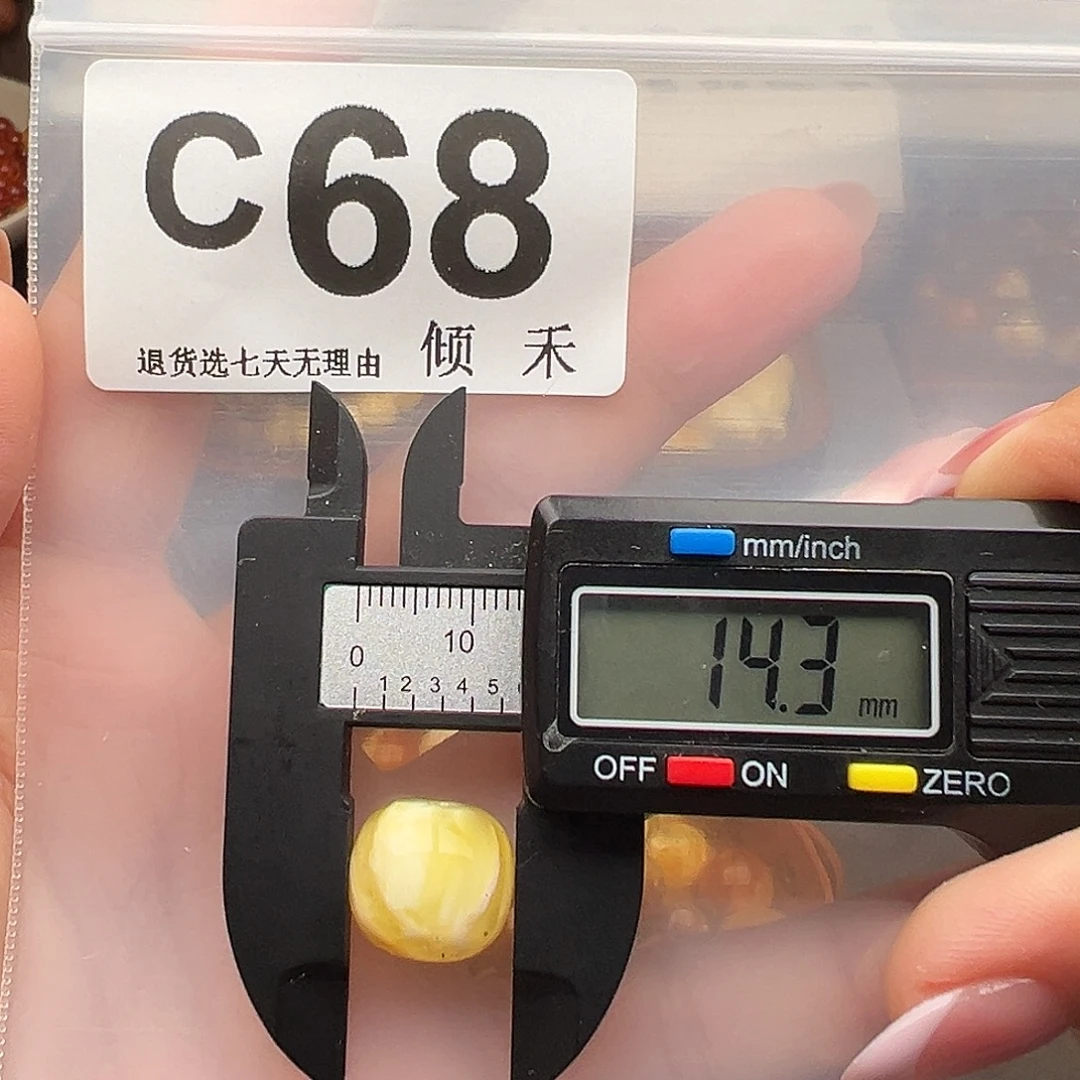 C68
退货选七天无理由 倾 禾
mm/inch
0 10
1 2 3 4 5
14.3 mm
OFF ON ZERO